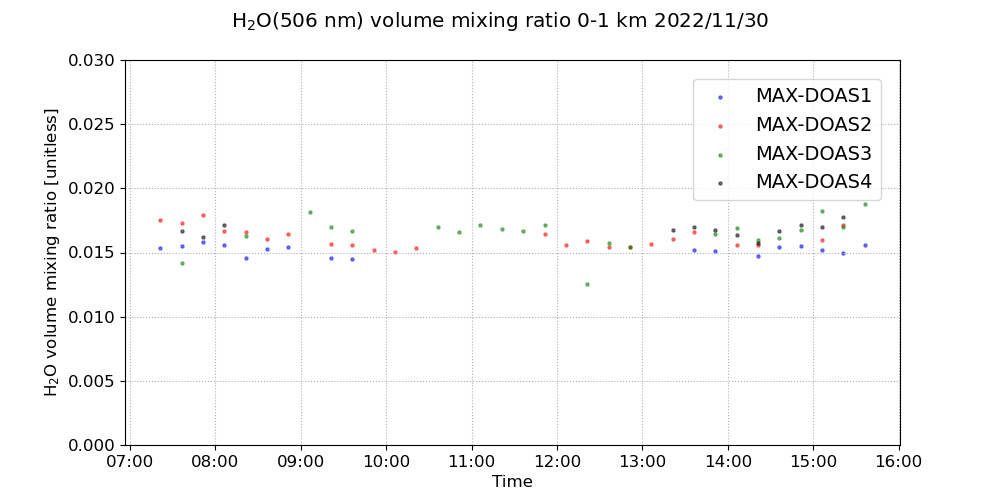 H₂O(506 nm) volume mixing ratio 0-1 km 2022/11/30
H₂O volume mixing ratio [unitless]
0.030
0.025
0.020
0.015
0.010
0.005
0.000
MAX-DOAS1
MAX-DOAS2
MAX-DOAS3
MAX-DOAS4
07:00 08:00 09:00 10:00 11:00 12:00 13:00 14:00 15:00 16:00
Time